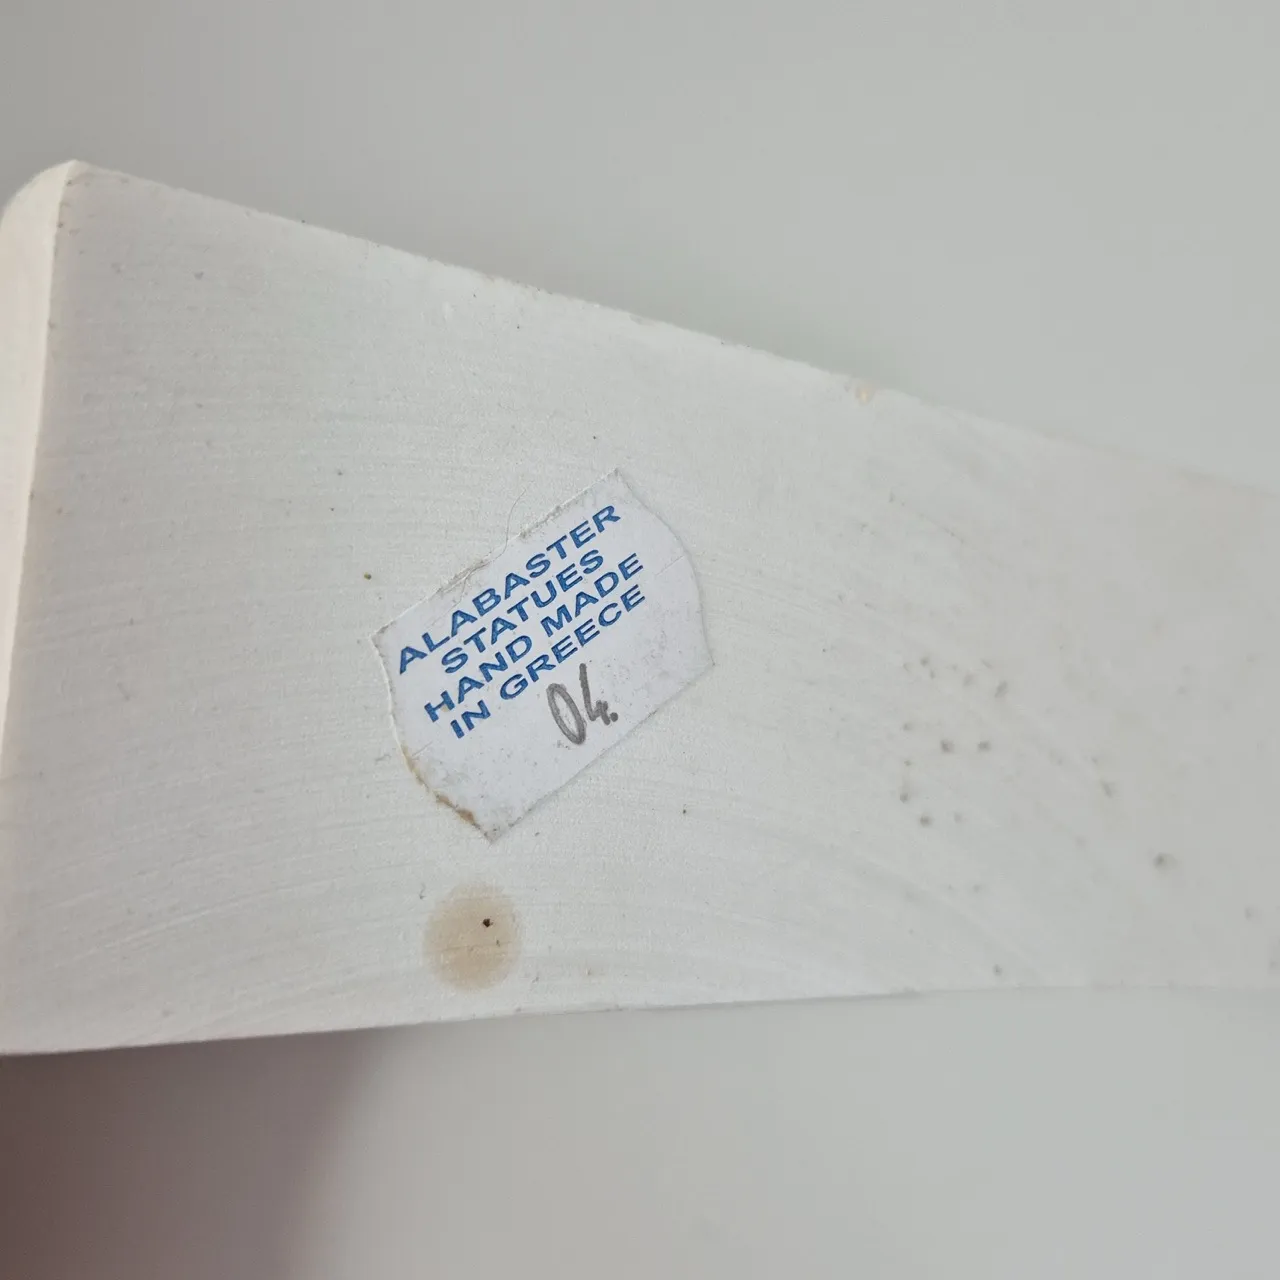 ALABASTER
STATUES
HAND MADE
IN GREECE
04.